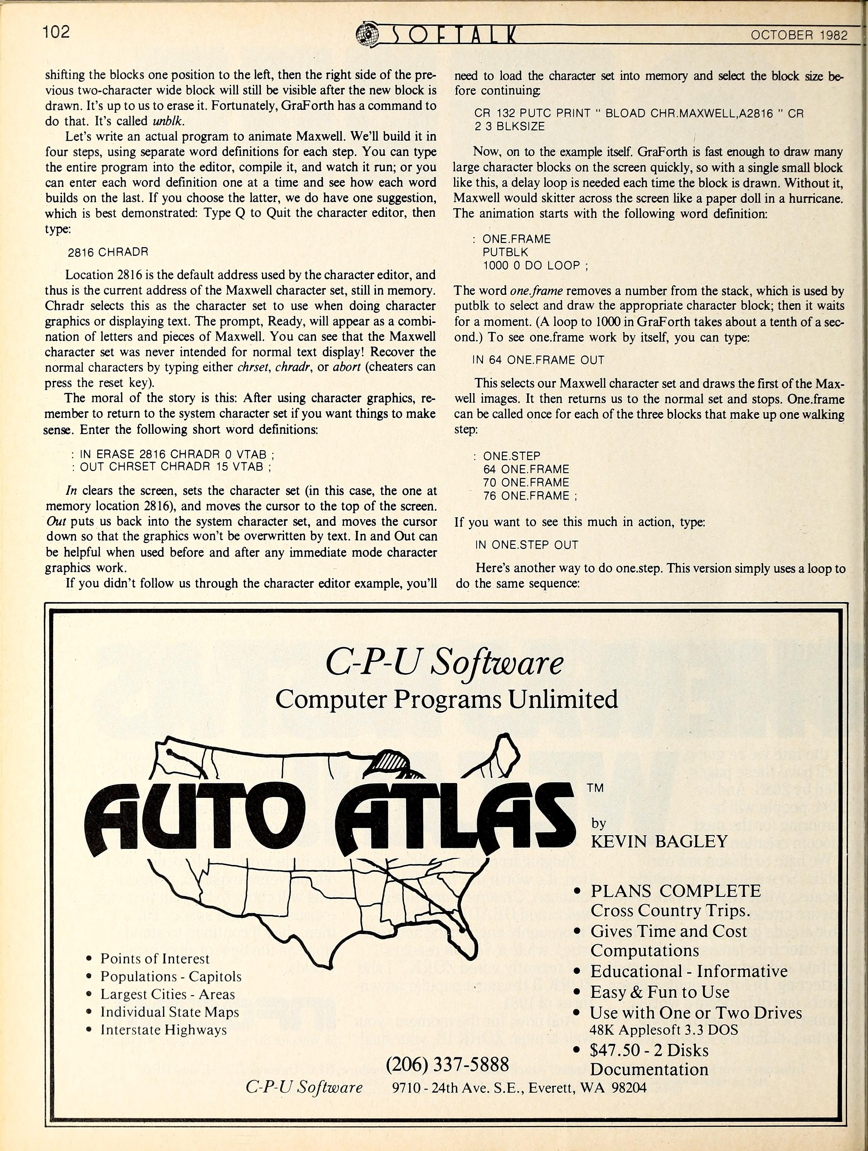 102
SOFTALK
OCTOBER 1982
shifting the blocks one position to the left, then the right side of the pre-
vious two-character wide block will still be visible after the new block is
drawn. It's up to us to erase it. Fortunately, GraForth has a command to
do that. It's called unblk.
Let's write an actual program to animate Maxwell. We'll build it in
four steps, using separate word definitions for each step. You can type
the entire program into the editor, compile it, and watch it run; or you
can enter each word definition one at a time and see how each word
builds on the last. If you choose the latter, we do have one suggestion,
which is best demonstrated: Type Q to Quit the character editor, then
type:
2816 CHRADR
Location 2816 is the default address used by the character editor, and
thus is the current address of the Maxwell character set, still in memory.
Chradr selects this as the character set to use when doing character
graphics or displaying text. The prompt, Ready, will appear as a combi-
nation of letters and pieces of Maxwell. You can see that the Maxwell
character set was never intended for normal text display! Recover the
normal characters by typing either chrset, chradr, or abort (cheaters can
press the reset key).
The moral of the story is this: After using character graphics, re-
member to return to the system character set if you want things to make
sense. Enter the following short word definitions:
: IN ERASE 2816 CHRADR 0 VTAB ;
: OUT CHRSET CHRADR 15 VTAB ;
In clears the screen, sets the character set (in this case, the one at
memory location 2816), and moves the cursor to the top of the screen.
Out puts us back into the system character set, and moves the cursor
down so that the graphics won't be overwritten by text. In and Out can
be helpful when used before and after any immediate mode character
graphics work.
If you didn't follow us through the character editor example, you'll
need to load the character set into memory and select the block size be-
fore continuing:
CR 132 PUTC PRINT " BLOAD CHR.MAXWELL,A2816 " CR
2 3 BLKSIZE
Now, on to the example itself. GraForth is fast enough to draw many
large character blocks on the screen quickly, so with a single small block
like this, a delay loop is needed each time the block is drawn. Without it,
Maxwell would skitter across the screen like a paper doll in a hurricane.
The animation starts with the following word definition:
: ONE.FRAME
PUTBLK
1000 0 DO LOOP ;
The word one.frame removes a number from the stack, which is used by
putblk to select and draw the appropriate character block; then it waits
for a moment. (A loop to 1000 in GraForth takes about a tenth of a sec-
ond.) To see one.frame work by itself, you can type:
IN 64 ONE.FRAME OUT
This selects our Maxwell character set and draws the first of the Max-
well images. It then returns us to the normal set and stops. One.frame
can be called once for each of the three blocks that make up one walking
step:
: ONE.STEP
64 ONE.FRAME
70 ONE.FRAME
76 ONE.FRAME ;
If you want to see this much in action, type:
IN ONE.STEP OUT
Here's another way to do one.step. This version simply uses a loop to
do the same sequence:
C-P-U Software
Computer Programs Unlimited
AUTO ATLAS ™
by
KEVIN BAGLEY
• Points of Interest
• Populations - Capitols
• Largest Cities - Areas
• Individual State Maps
• Interstate Highways
• PLANS COMPLETE
Cross Country Trips.
• Gives Time and Cost
Computations
• Educational - Informative
• Easy & Fun to Use
• Use with One or Two Drives
48K Applesoft 3.3 DOS
• $47.50 - 2 Disks
Documentation
(206) 337-5888
C-P-U Software 9710 - 24th Ave. S.E., Everett, WA 98204